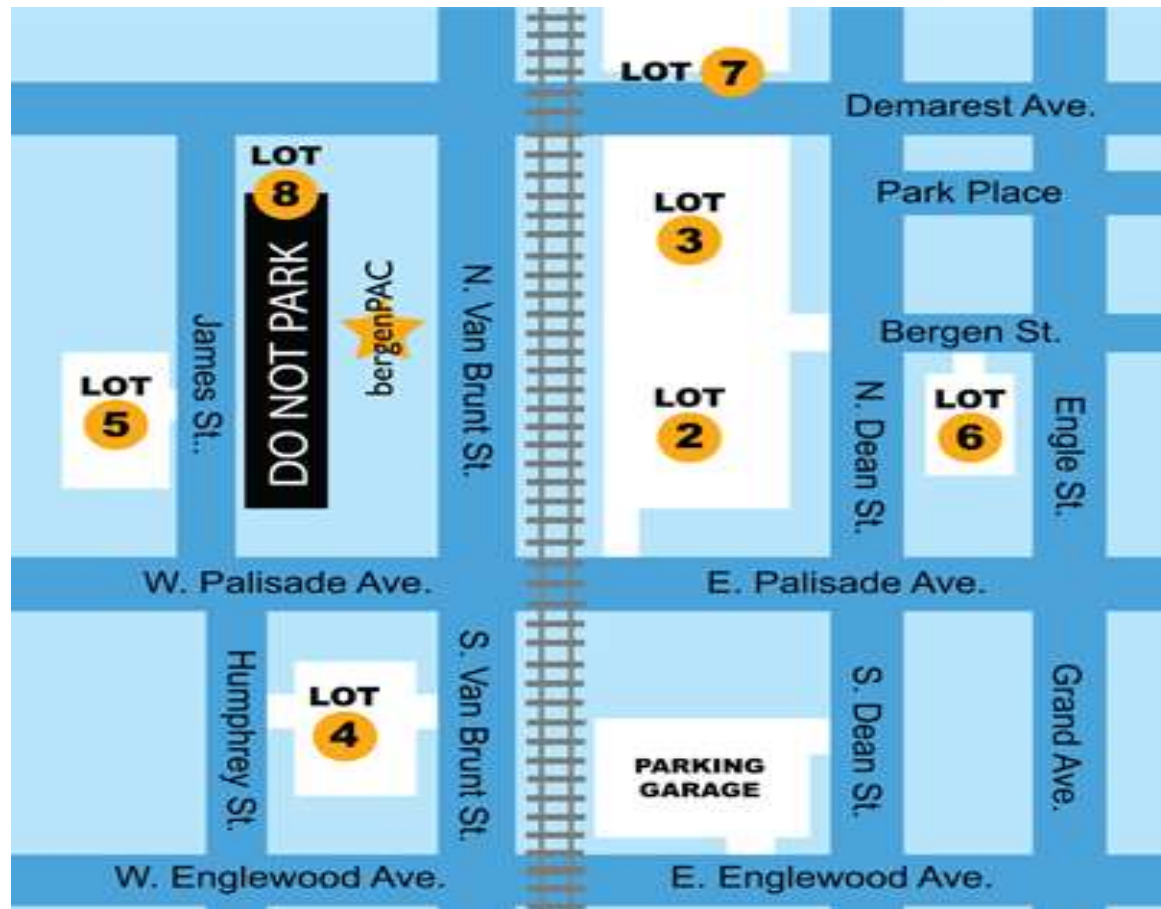 LOT 7
Demarest Ave.
LOT
8
DO NOT PARK
bergenPAC
N. Van Brunt St.
LOT
3
Park Place
Bergen St.
James St..
LOT
5
LOT
2
N. Dean St.
LOT
6
Engle St.
W. Palisade Ave.
E. Palisade Ave.
Humphrey St.
LOT
4
S. Van Brunt St.
PARKING
GARAGE
S. Dean St.
Grand Ave.
W. Englewood Ave.
E. Englewood Ave.